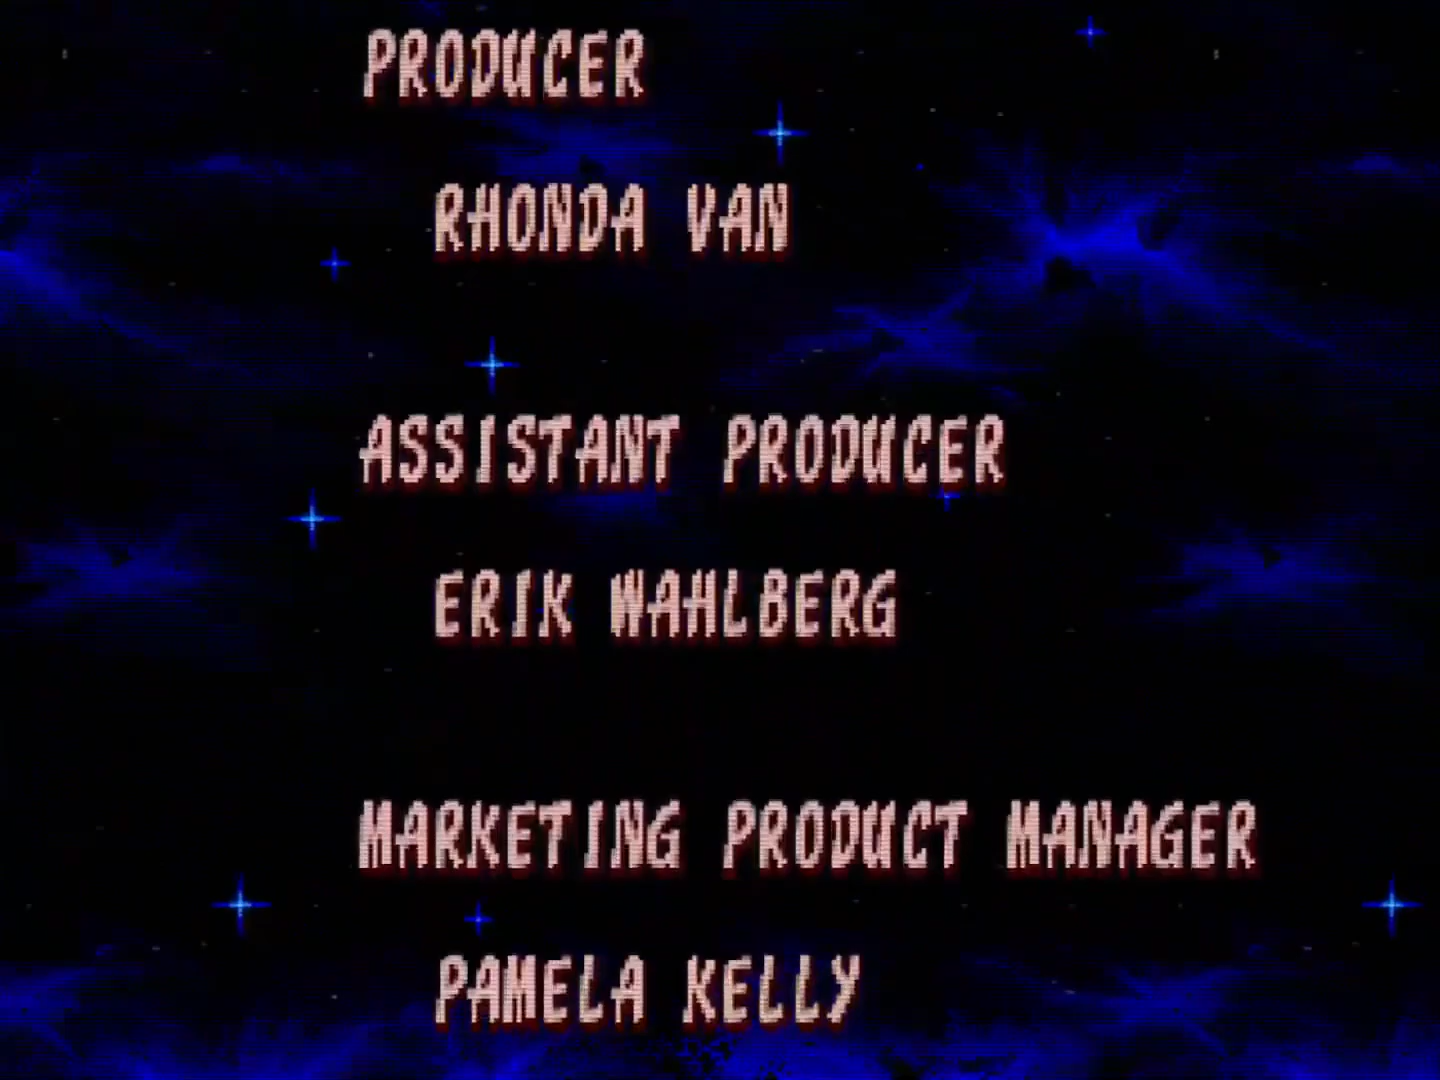 PRODUCER
RHONDA VAN
ASSISTANT PRODUCER
ERIK WAHLBERG
MARKETING PRODUCT MANAGER
PAMELA KELLY